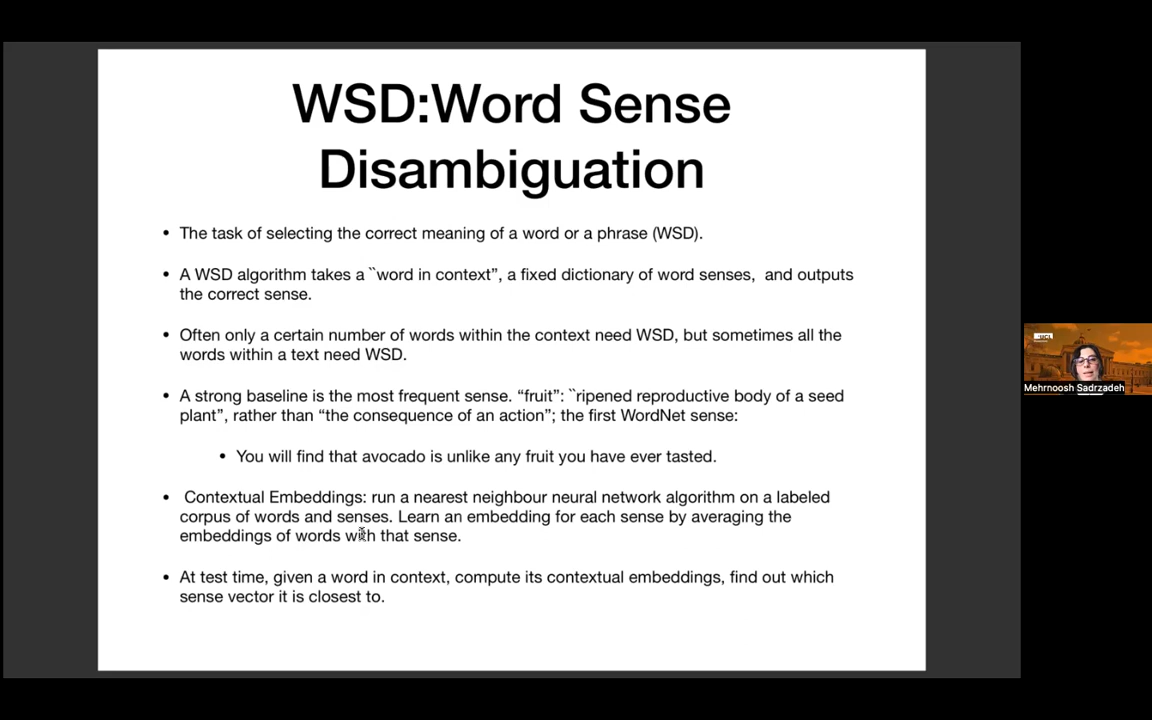 WSD:Word Sense
Disambiguation
• The task of selecting the correct meaning of a word or a phrase (WSD).
• A WSD algorithm takes a ``word in context”, a fixed dictionary of word senses,  and outputs
the correct sense.
• Often only a certain number of words within the context need WSD, but sometimes all the
words within a text need WSD.
• A strong baseline is the most frequent sense. “fruit”: ``ripened reproductive body of a seed
plant”, rather than “the consequence of an action”; the first WordNet sense:
• You will find that avocado is unlike any fruit you have ever tasted.
• Contextual Embeddings: run a nearest neighbour neural network algorithm on a labeled
corpus of words and senses. Learn an embedding for each sense by averaging the
embeddings of words with that sense.
• At test time, given a word in context, compute its contextual embeddings, find out which
sense vector it is closest to.
UCL
Mehrnoosh Sadrzadeh